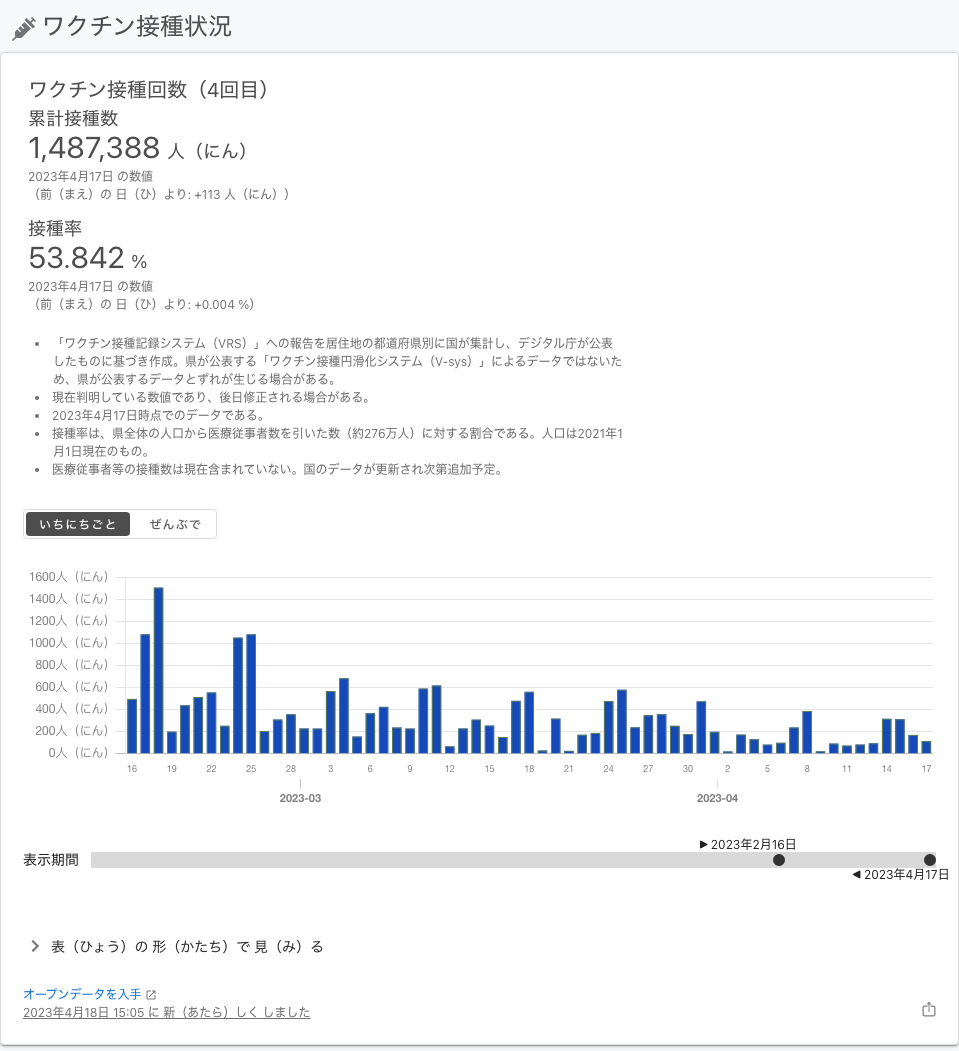 ワクチン接種状況
ワクチン接種回数（4回目）
累計接種数
1,487,388 人（にん）
2023年4月17日 の数値
（前（まえ）の 日（ひ）より: +113 人（にん））
接種率
53.842 %
2023年4月17日 の数値
（前（まえ）の 日（ひ）より: +0.004 %）
• 「ワクチン接種記録システム（VRS）」への報告を居住地の都道府県別に国が集計し、デジタル庁が公表
したものに基づき作成。県が公表する「ワクチン接種円滑化システム（V-sys）」によるデータではないた
め、県が公表するデータとずれが生じる場合がある。
• 現在判明している数値であり、後日修正される場合がある。
• 2023年4月17日時点でのデータである。
• 接種率は、県全体の人口から医療従事者数を引いた数（約276万人）に対する割合である。人口は2021年1
月1日現在のもの。
• 医療従事者等の接種数は現在含まれていない。国のデータが更新され次第追加予定。
いちにちごと ぜんぶで
1600人（にん）
1400人（にん）
1200人（にん）
1000人（にん）
800人（にん）
600人（にん）
400人（にん）
200人（にん）
0人（にん）
16 19 22 25 28 3 6 9 12 15 18 21 24 27 30 2 5 8 11 14 17
2023-03 2023-04
2023年2月16日
表示期間
2023年4月17日
表（ひょう）の 形（かたち）で 見（み）る
オープンデータを入手
2023年4月18日 15:05 に 新（あたら）しく しました